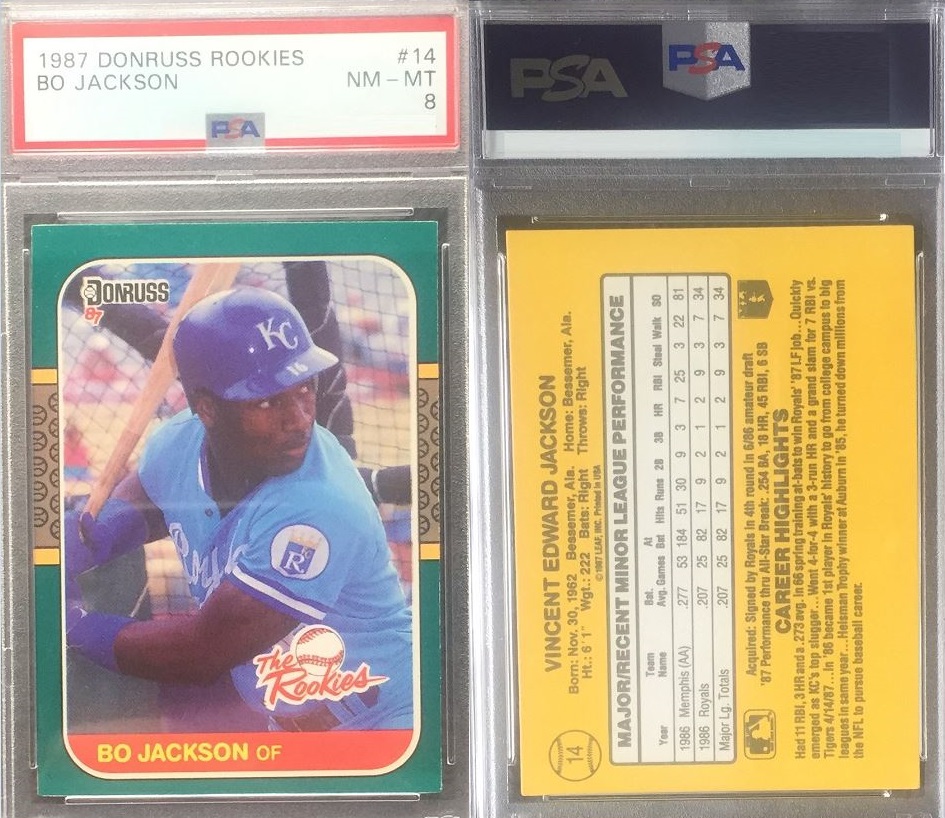 1987 DONRUSS ROOKIES #14
BO JACKSON NM - MT
8
PSA
DONRUSS
87
KC
16
Royals
R
The
Rookies
BO JACKSON OF
PSA PSA
14
VINCENT EDWARD JACKSON
Born: Nov. 30, 1962 Bessemer, Ala. Home: Bessemer, Ala.
Ht.: 6'1" Wgt.: 222 Bats: Right Throws: Right
©1987 LEAF, INC. Printed in USA
MAJOR/RECENT MINOR LEAGUE PERFORMANCE
Year Team Name Bat. Avg. Games At Bat Hits Runs 2B 3B HR RBI Steal Walk SO
1986 Memphis (AA) .277 53 184 51 30 9 3 7 25 3 22 81
1986 Royals .207 25 82 17 9 2 1 2 9 3 7 34
Major Lg. Totals .207 25 82 17 9 2 1 2 9 3 7 34
Acquired: Signed by Royals in 4th round in 6/86 amateur draft
'87 Performance thru All-Star Break: .254 BA, 18 HR, 45 RBI, 6 SB
CAREER HIGHLIGHTS
Had 11 RBI, 3 HR and a .273 avg. in 66 spring training at-bats to win Royals' '87 LF job...Quickly
emerged as KC's top slugger...Went 4-for-4 with a 3-run HR and a grand slam for 7 RBI vs.
Tigers 4/14/87...In '86 became 1st player in Royals' history to go from college campus to big
leagues in same year...Heisman Trophy winner at Auburn in '85, he turned down millions from
the NFL to pursue baseball career.